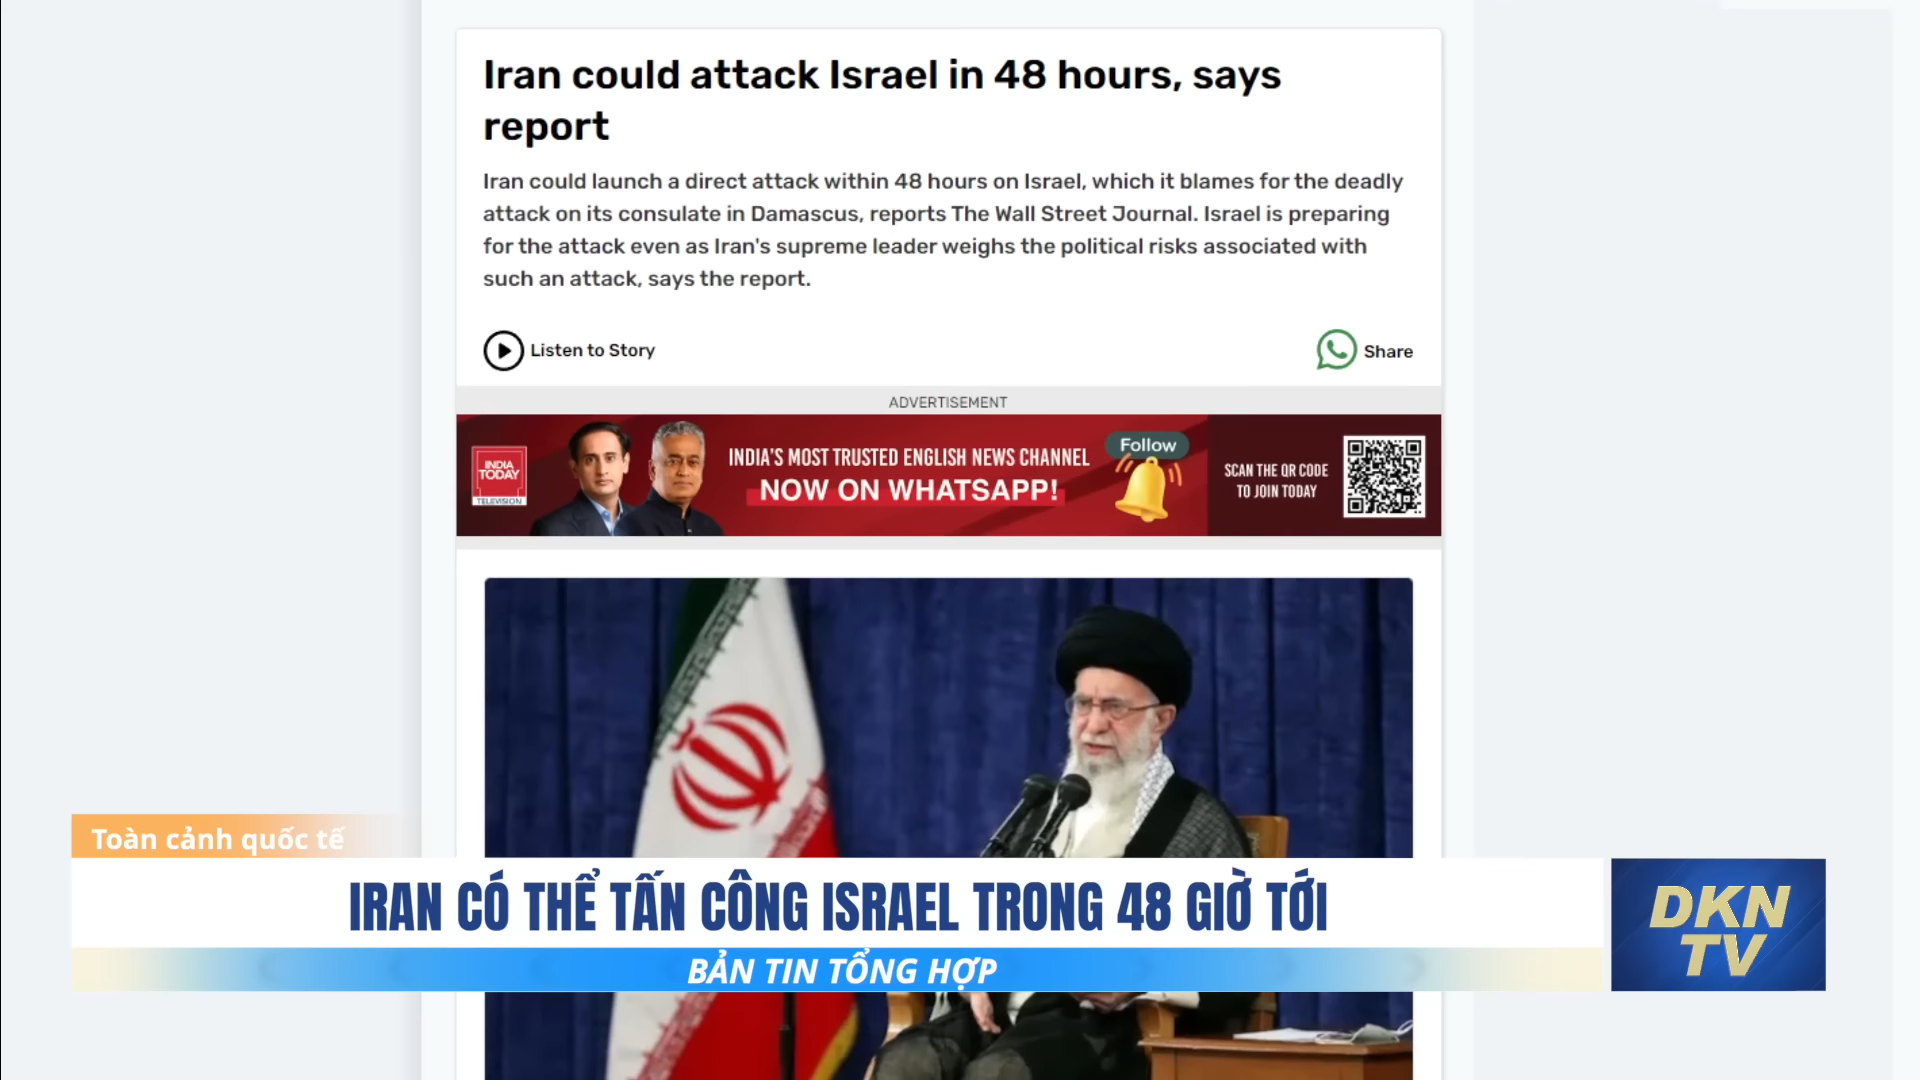 Iran could attack Israel in 48 hours, says
report
Iran could launch a direct attack within 48 hours on Israel, which it blames for the deadly
attack on its consulate in Damascus, reports The Wall Street Journal. Israel is preparing
for the attack even as Iran's supreme leader weighs the political risks associated with
such an attack, says the report.
Listen to Story
Share
ADVERTISEMENT
INDIA
TODAY
TELEVISION
INDIA'S MOST TRUSTED ENGLISH NEWS CHANNEL
NOW ON WHATSAPP!
Follow
SCAN THE QR CODE
TO JOIN TODAY
Toàn cảnh quốc tế
IRAN CÓ THỂ TẤN CÔNG ISRAEL TRONG 48 GIỜ TỚI
BẢN TIN TỔNG HỢP
DKN
TV